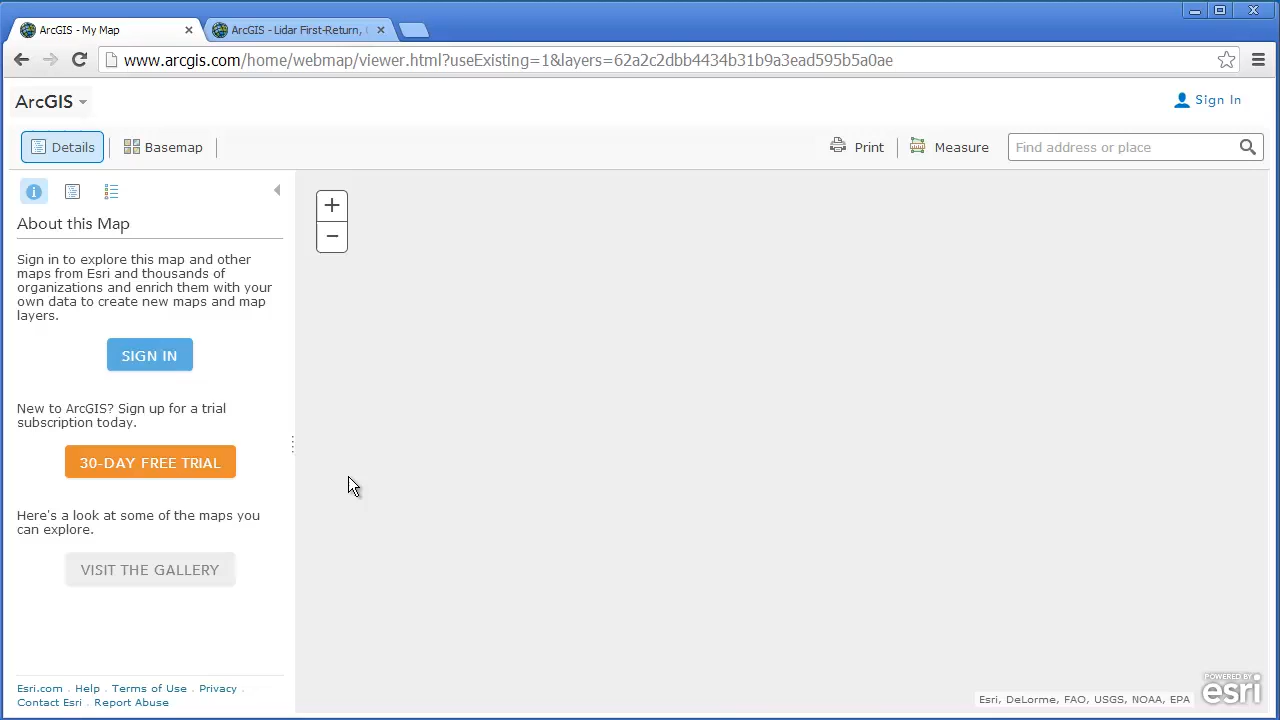 ArcGIS - My Map
ArcGIS - Lidar First-Return,
www.arcgis.com/home/webmap/viewer.html?useExisting=1&layers=62a2c2dbb4434b31b9a3ead595b5a0ae
ArcGIS
Sign In
Details
Basemap
Print
Measure
Find address or place
About this Map
Sign in to explore this map and other
maps from Esri and thousands of
organizations and enrich them with your
own data to create new maps and map
layers.
SIGN IN
New to ArcGIS? Sign up for a trial
subscription today.
30-DAY FREE TRIAL
Here's a look at some of the maps you
can explore.
VISIT THE GALLERY
Esri.com . Help . Terms of Use . Privacy .
Contact Esri . Report Abuse
Esri, DeLorme, FAO, USGS, NOAA, EPA
POWERED BY
esri